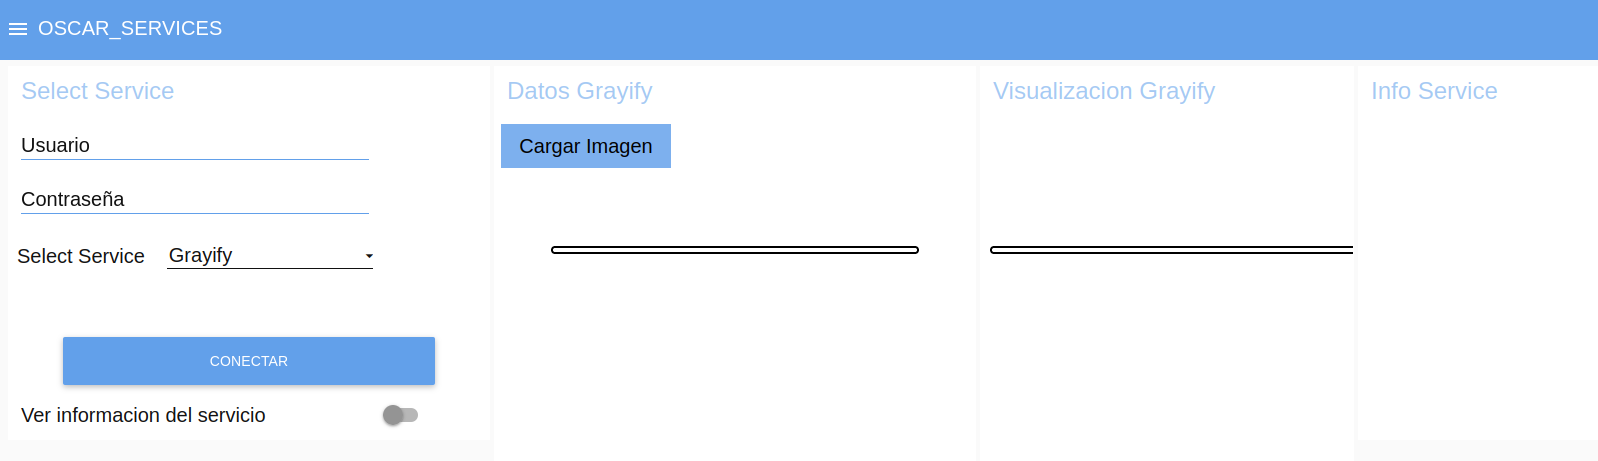 OSCAR_SERVICES
Select Service
Usuario
Contraseña
Select Service Grayify
CONECTAR
Ver informacion del servicio
Datos Grayify
Cargar Imagen
Visualizacion Grayify
Info Service